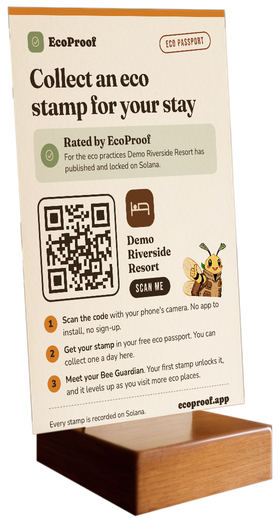 EcoProof
ECO PASSPORT
Collect an eco
stamp for your stay
Rated by EcoProof
For the eco practices Demo Riverside Resort has
published and locked on Solana.
Demo
Riverside
Resort
SCAN ME
1 Scan the code with your phone's camera. No app to
install, no sign-up.
2 Get your stamp in your free eco passport. You can
collect one a day here.
3 Meet your Bee Guardian. Your first stamp unlocks it,
and it levels up as you visit more eco places.
Every stamp is recorded on Solana.
ecoproof.app